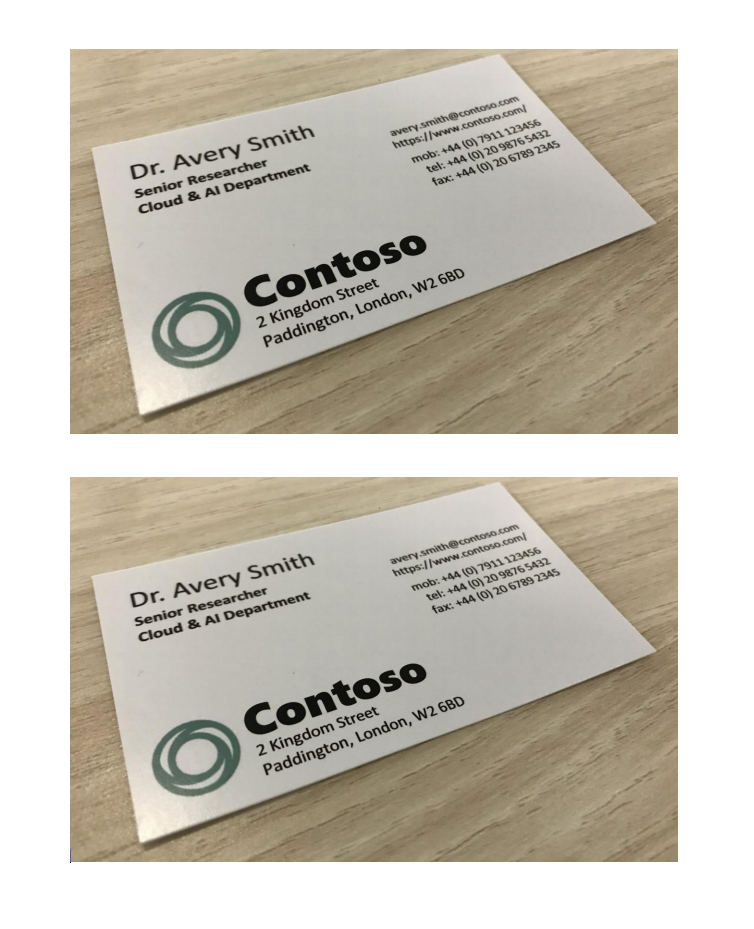 Dr. Avery Smith
Senior Researcher
Cloud & AI Department
avery.smith@contoso.com
https://www.contoso.com/
mob: +44 (0) 7911 123456
tel: +44 (0) 20 9876 5432
fax: +44 (0) 20 6789 2345
Contoso
2 Kingdom Street
Paddington, London, W2 6BD
Dr. Avery Smith
Senior Researcher
Cloud & AI Department
avery.smith@contoso.com
https://www.contoso.com/
mob: +44 (0) 7911 123456
tel: +44 (0) 20 9876 5432
fax: +44 (0) 20 6789 2345
Contoso
2 Kingdom Street
Paddington, London, W2 6BD